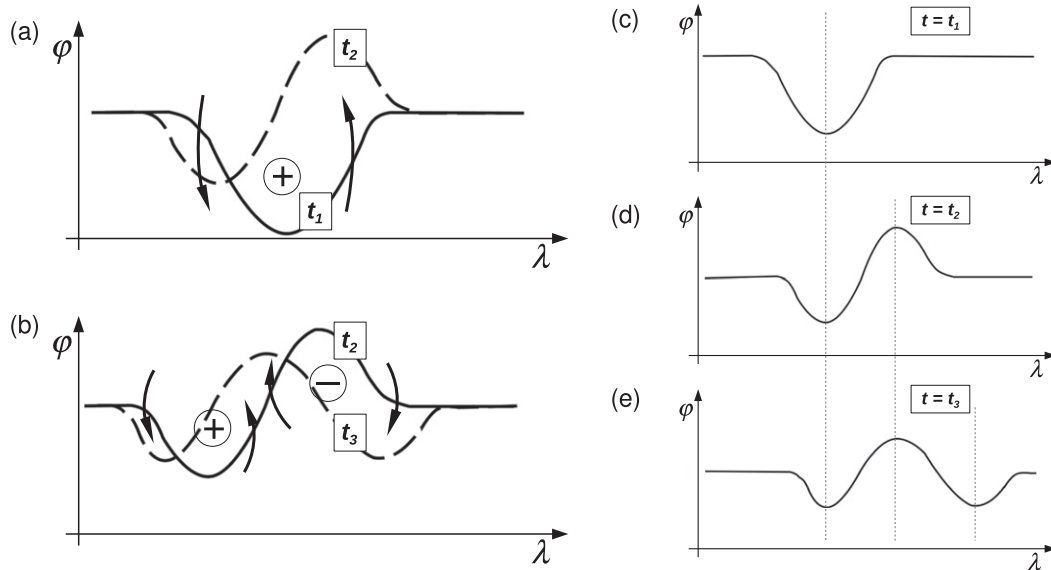 (a)
φ
t2
+
t1
λ
(b)
φ
t2
−
+
t3
λ
(c)
φ
t = t1
λ
(d)
φ
t = t2
λ
(e)
φ
t = t3
λ